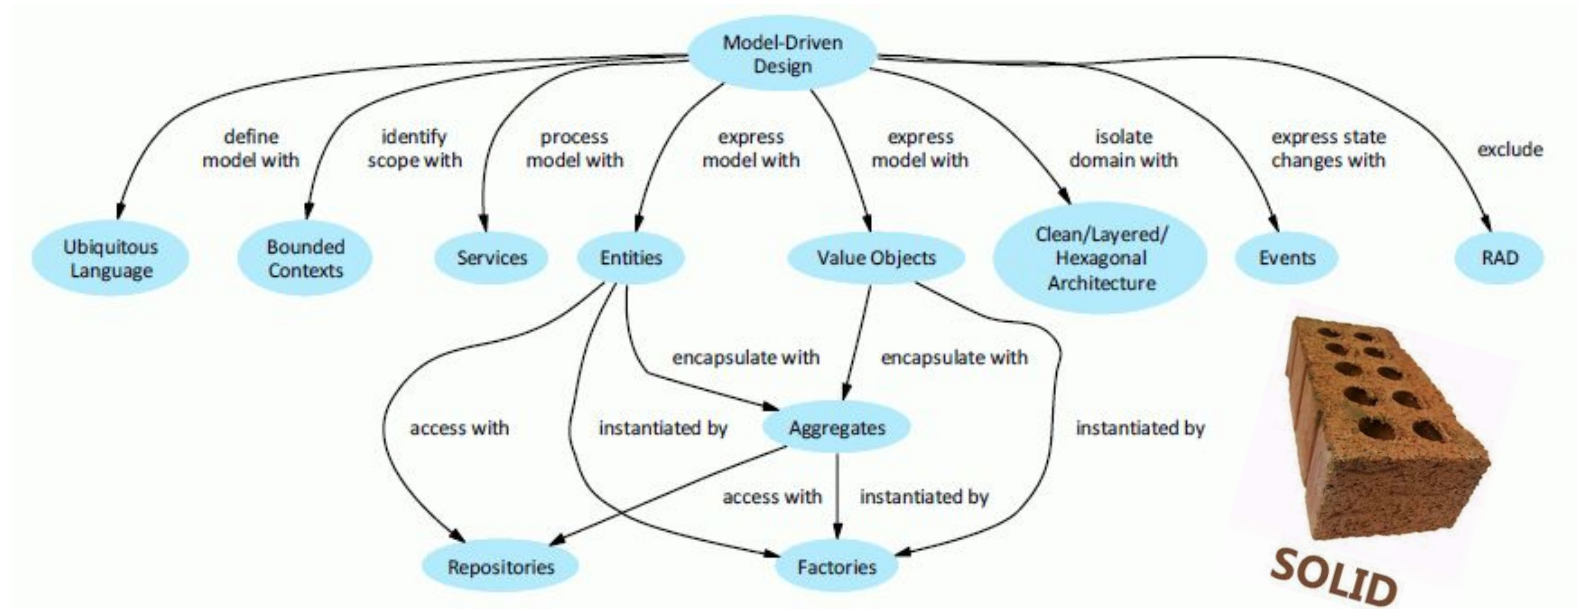 Model-Driven
Design
define
model with
identify
scope with
process
model with
express
model with
express
model with
isolate
domain with
express state
changes with
exclude
Ubiquitous
Language
Bounded
Contexts
Services
Entities
Value Objects
Clean/Layered/
Hexagonal
Architecture
Events
RAD
encapsulate with
encapsulate with
access with
instantiated by
Aggregates
instantiated by
access with
instantiated by
Repositories
Factories
SOLID